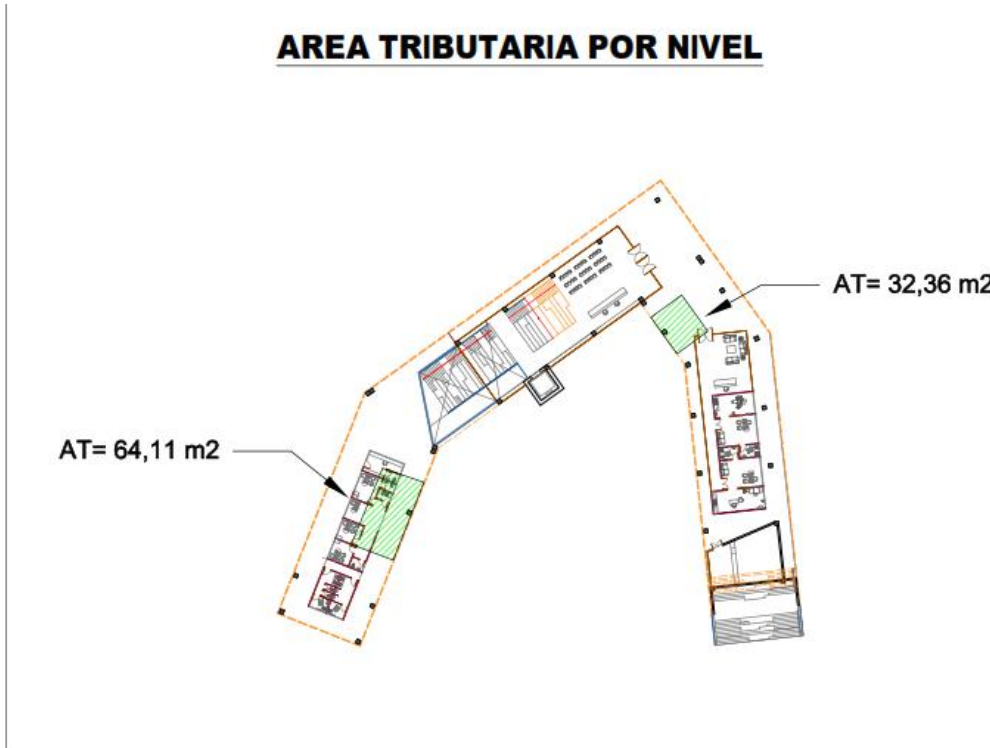 AREA TRIBUTARIA POR NIVEL
AT= 32,36 m2
AT= 64,11 m2